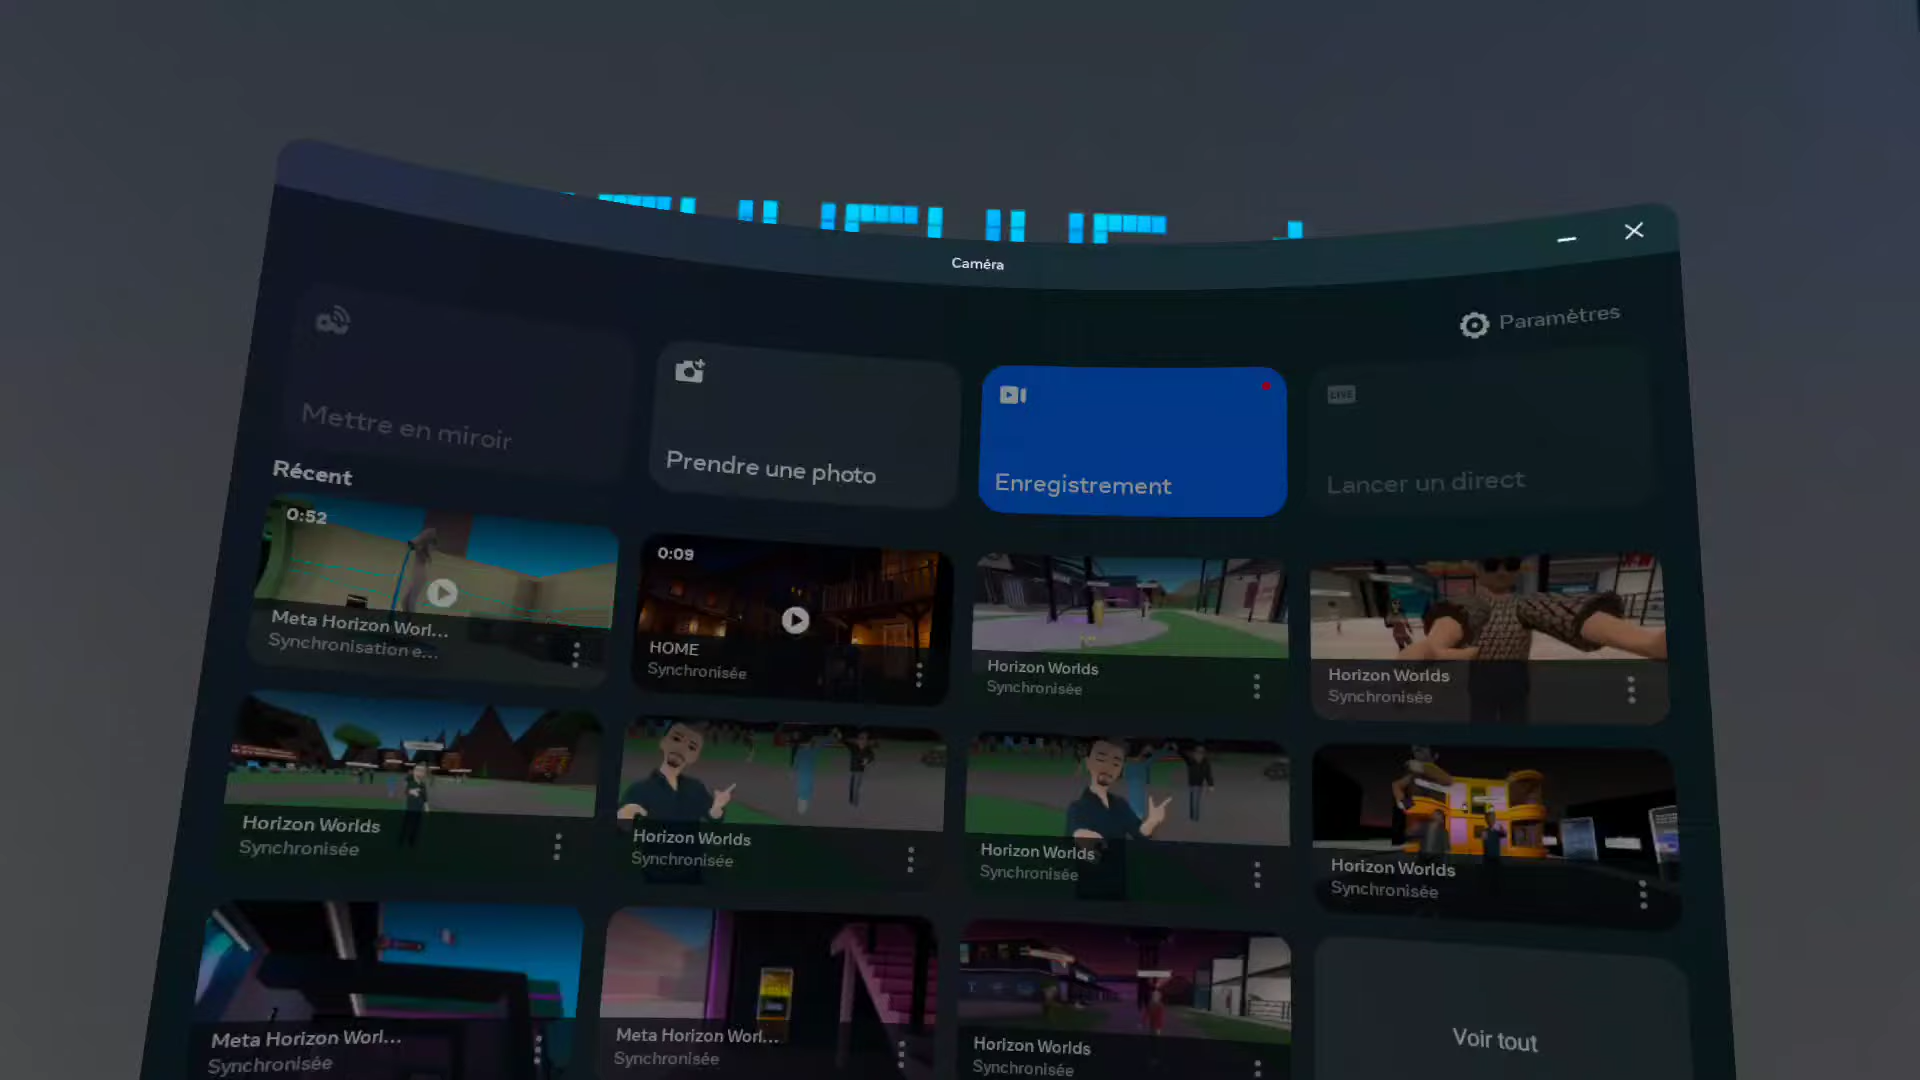 Caméra
Paramètres
Mettre en miroir
Prendre une photo
Enregistrement
LIVE
Lancer un direct
Récent
0:52
Meta Horizon Worl...
Synchronisation e...
0:09
HOME
Synchronisée
Horizon Worlds
Synchronisée
Horizon Worlds
Synchronisée
Horizon Worlds
Synchronisée
Horizon Worlds
Synchronisée
Horizon Worlds
Synchronisée
Horizon Worlds
Synchronisée
Meta Horizon Worl...
Synchronisée
Meta Horizon Worl...
Synchronisée
Horizon Worlds
Synchronisée
Voir tout